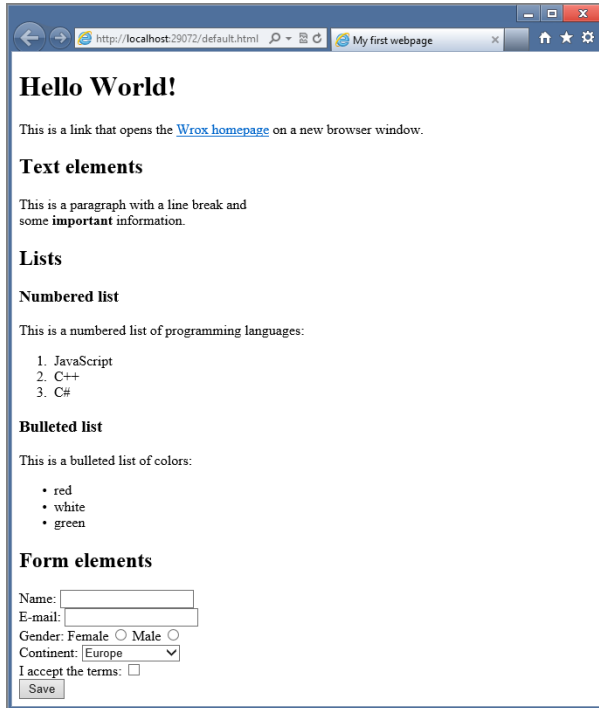 http://localhost:29072/default.html
My first webpage
Hello World!
This is a link that opens the Wrox homepage on a new browser window.
Text elements
This is a paragraph with a line break and
some important information.
Lists
Numbered list
This is a numbered list of programming languages:
1. JavaScript
2. C++
3. C#
Bulleted list
This is a bulleted list of colors:
• red
• white
• green
Form elements
Name:
E-mail:
Gender: Female Male
Continent: Europe
I accept the terms:
Save